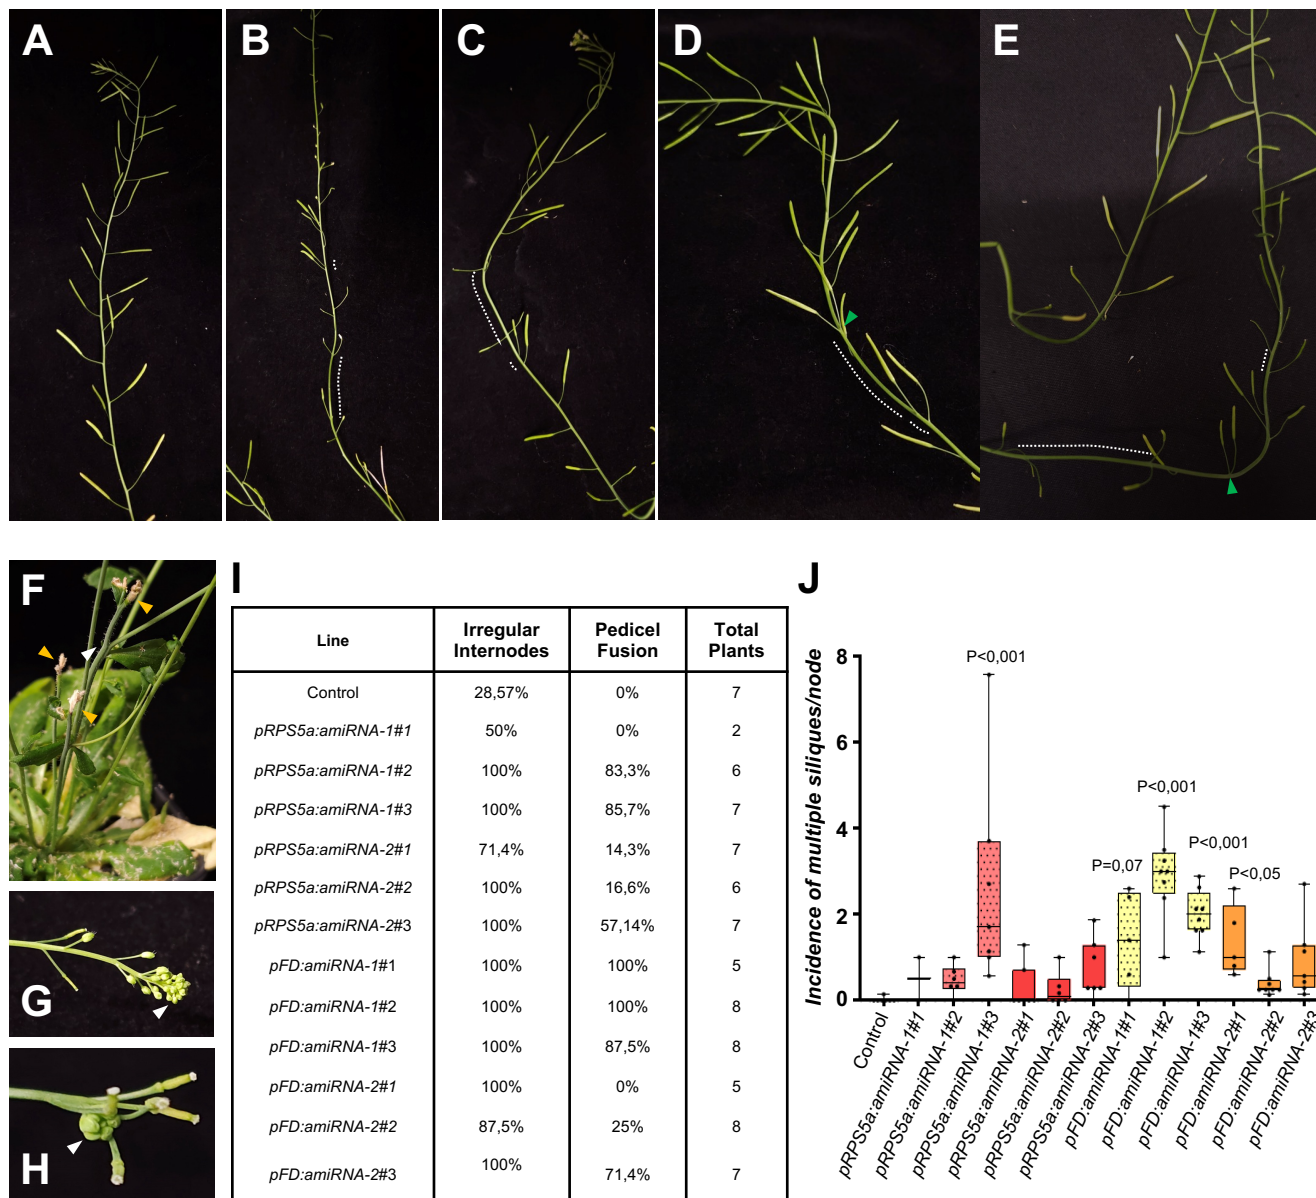 A
B
C
D
E
F
G
H
I
Line
Irregular Internodes
Pedicel Fusion
Total Plants
Control 28,57% 0% 7
pRPS5a:amiRNA-1#1 50% 0% 2
pRPS5a:amiRNA-1#2 100% 83,3% 6
pRPS5a:amiRNA-1#3 100% 85,7% 7
pRPS5a:amiRNA-2#1 71,4% 14,3% 7
pRPS5a:amiRNA-2#2 100% 16,6% 6
pRPS5a:amiRNA-2#3 100% 57,14% 7
pFD:amiRNA-1#1 100% 100% 5
pFD:amiRNA-1#2 100% 100% 8
pFD:amiRNA-1#3 100% 87,5% 8
pFD:amiRNA-2#1 100% 0% 5
pFD:amiRNA-2#2 87,5% 25% 8
pFD:amiRNA-2#3 100% 71,4% 7
J
Incidence of multiple siliques/node
8
6
4
2
0
P<0,001
P=0,07
P<0,001
P<0,001
P<0,05
Control
pRPS5a:amiRNA-1#1
pRPS5a:amiRNA-1#2
pRPS5a:amiRNA-1#3
pRPS5a:amiRNA-2#1
pRPS5a:amiRNA-2#2
pRPS5a:amiRNA-2#3
pFD:amiRNA-1#1
pFD:amiRNA-1#2
pFD:amiRNA-1#3
pFD:amiRNA-2#1
pFD:amiRNA-2#2
pFD:amiRNA-2#3